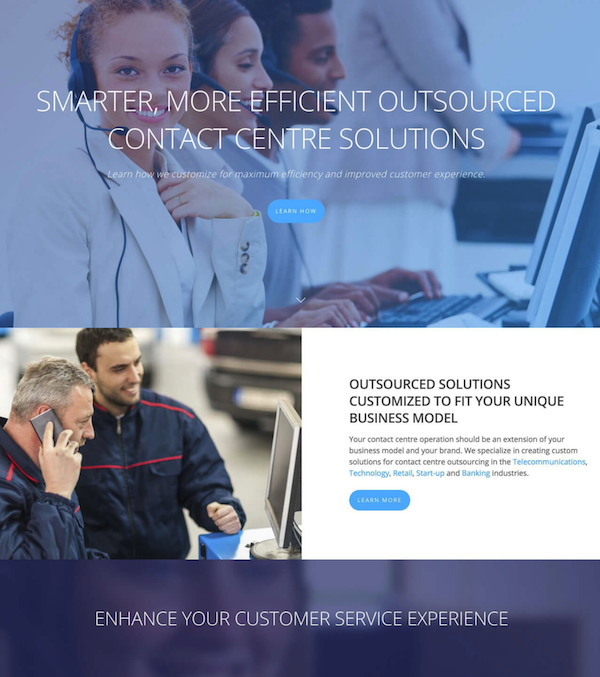 SMARTER, MORE EFFICIENT OUTSOURCED
CONTACT CENTRE SOLUTIONS
Learn how we customize for maximum efficiency and improved customer experience.
LEARN HOW
OUTSOURCED SOLUTIONS
CUSTOMIZED TO FIT YOUR UNIQUE
BUSINESS MODEL
Your contact centre operation should be an extension of your
business model and your brand. We specialize in creating custom
solutions for contact centre outsourcing in the Telecommunications,
Technology, Retail, Start-up and Banking industries.
LEARN MORE
ENHANCE YOUR CUSTOMER SERVICE EXPERIENCE